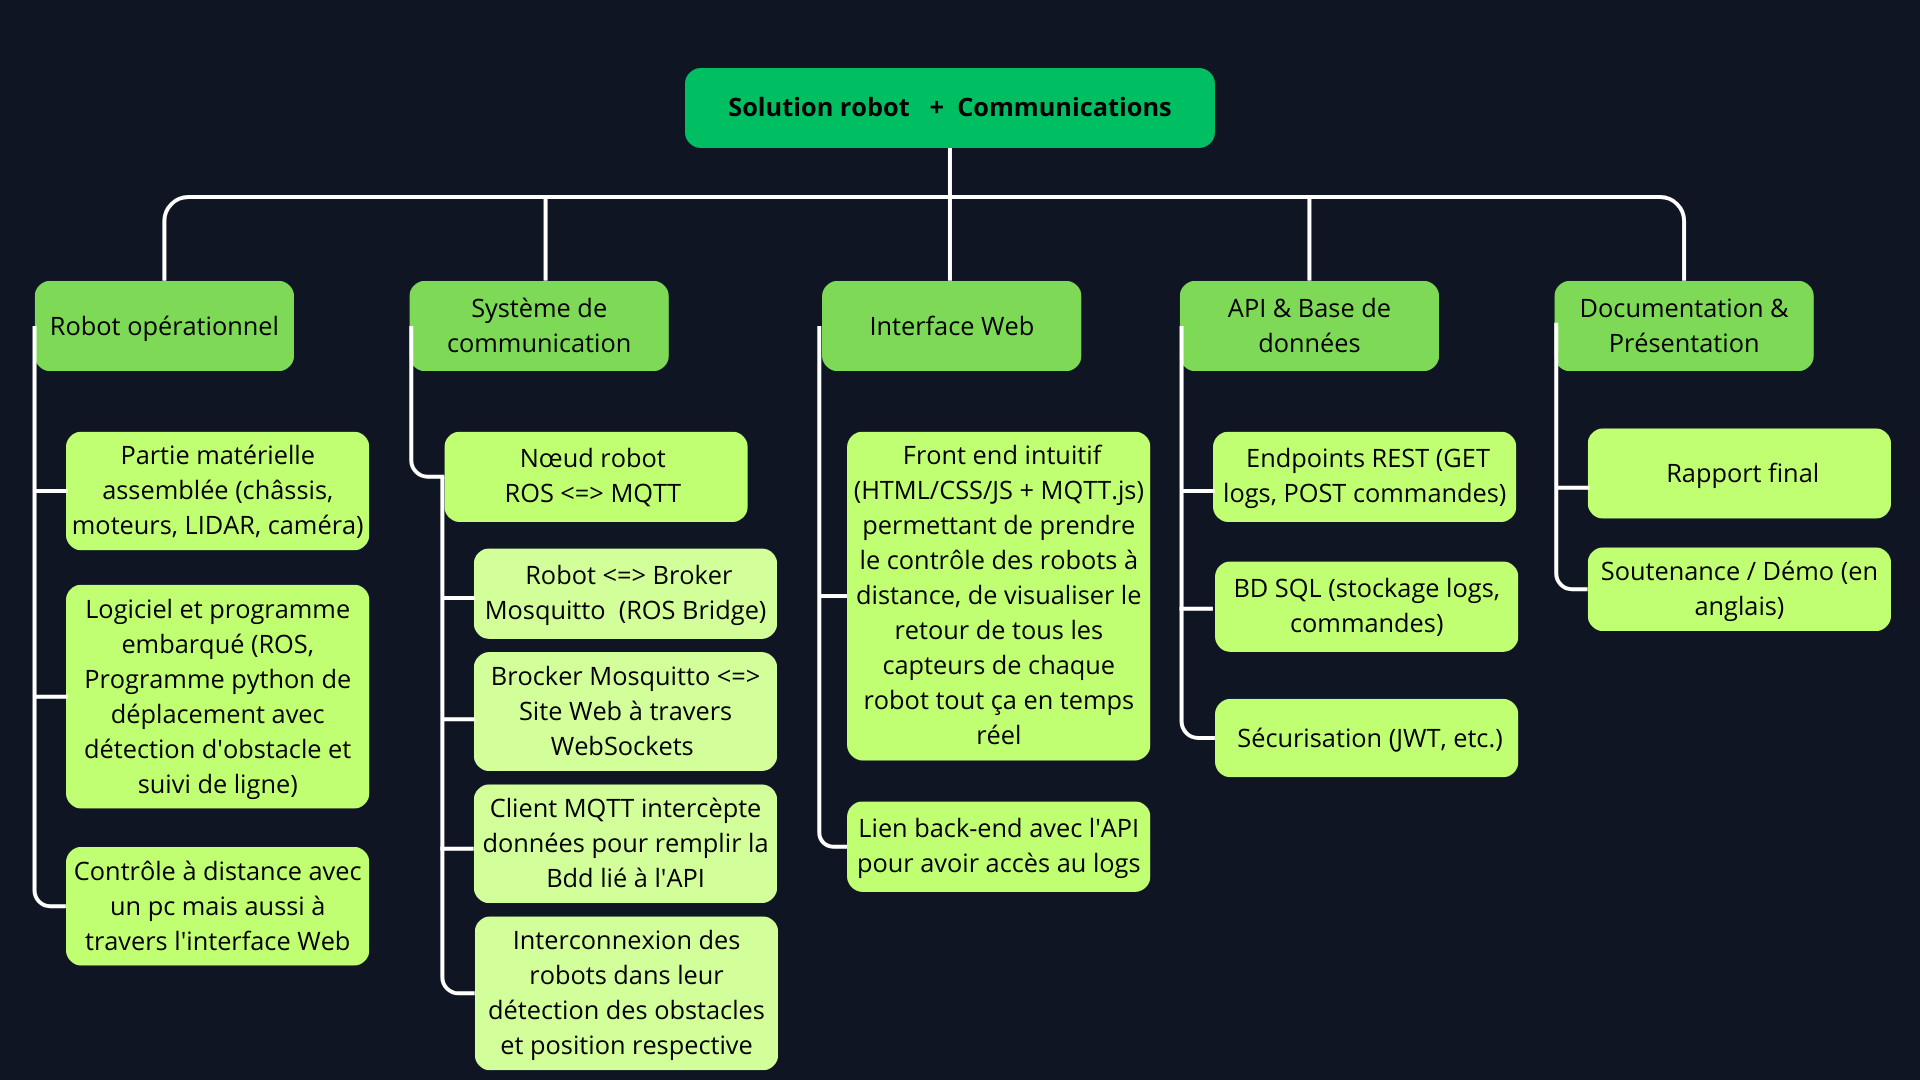 Solution robot + Communications
Robot opérationnel
Partie matérielle
assemblée (châssis,
moteurs, LIDAR, caméra)
Logiciel et programme
embarqué (ROS,
Programme python de
déplacement avec
détection d'obstacle et
suivi de ligne)
Contrôle à distance avec
un pc mais aussi à
travers l'interface Web
Système de
communication
Nœud robot
ROS <=> MQTT
Robot <=> Broker
Mosquitto (ROS Bridge)
Brocker Mosquitto <=>
Site Web à travers
WebSockets
Client MQTT intercèpte
données pour remplir la
Bdd lié à l'API
Interconnexion des
robots dans leur
détection des obstacles
et position respective
Interface Web
Front end intuitif
(HTML/CSS/JS + MQTT.js)
permettant de prendre
le contrôle des robots à
distance, de visualiser le
retour de tous les
capteurs de chaque
robot tout ça en temps
réel
Lien back-end avec l'API
pour avoir accès au logs
API & Base de
données
Endpoints REST (GET
logs, POST commandes)
BD SQL (stockage logs,
commandes)
Sécurisation (JWT, etc.)
Documentation &
Présentation
Rapport final
Soutenance / Démo (en
anglais)